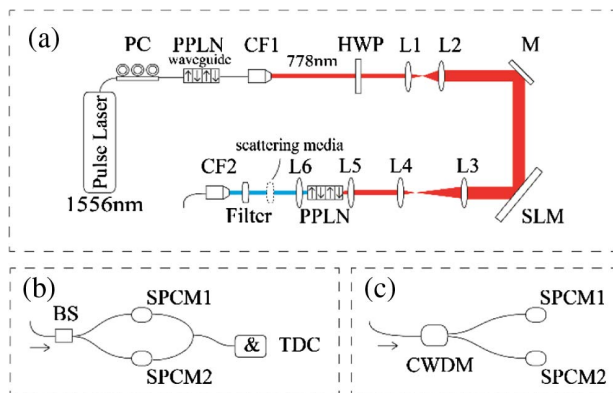 (a)
PC
PPLN
waveguide
CF1
778nm
HWP
L1
L2
M
Pulse Laser
1556nm
scattering media
CF2
Filter
L6
PPLN
L5
L4
L3
SLM
(b)
BS
SPCM1
SPCM2
&
TDC
(c)
CWDM
SPCM1
SPCM2